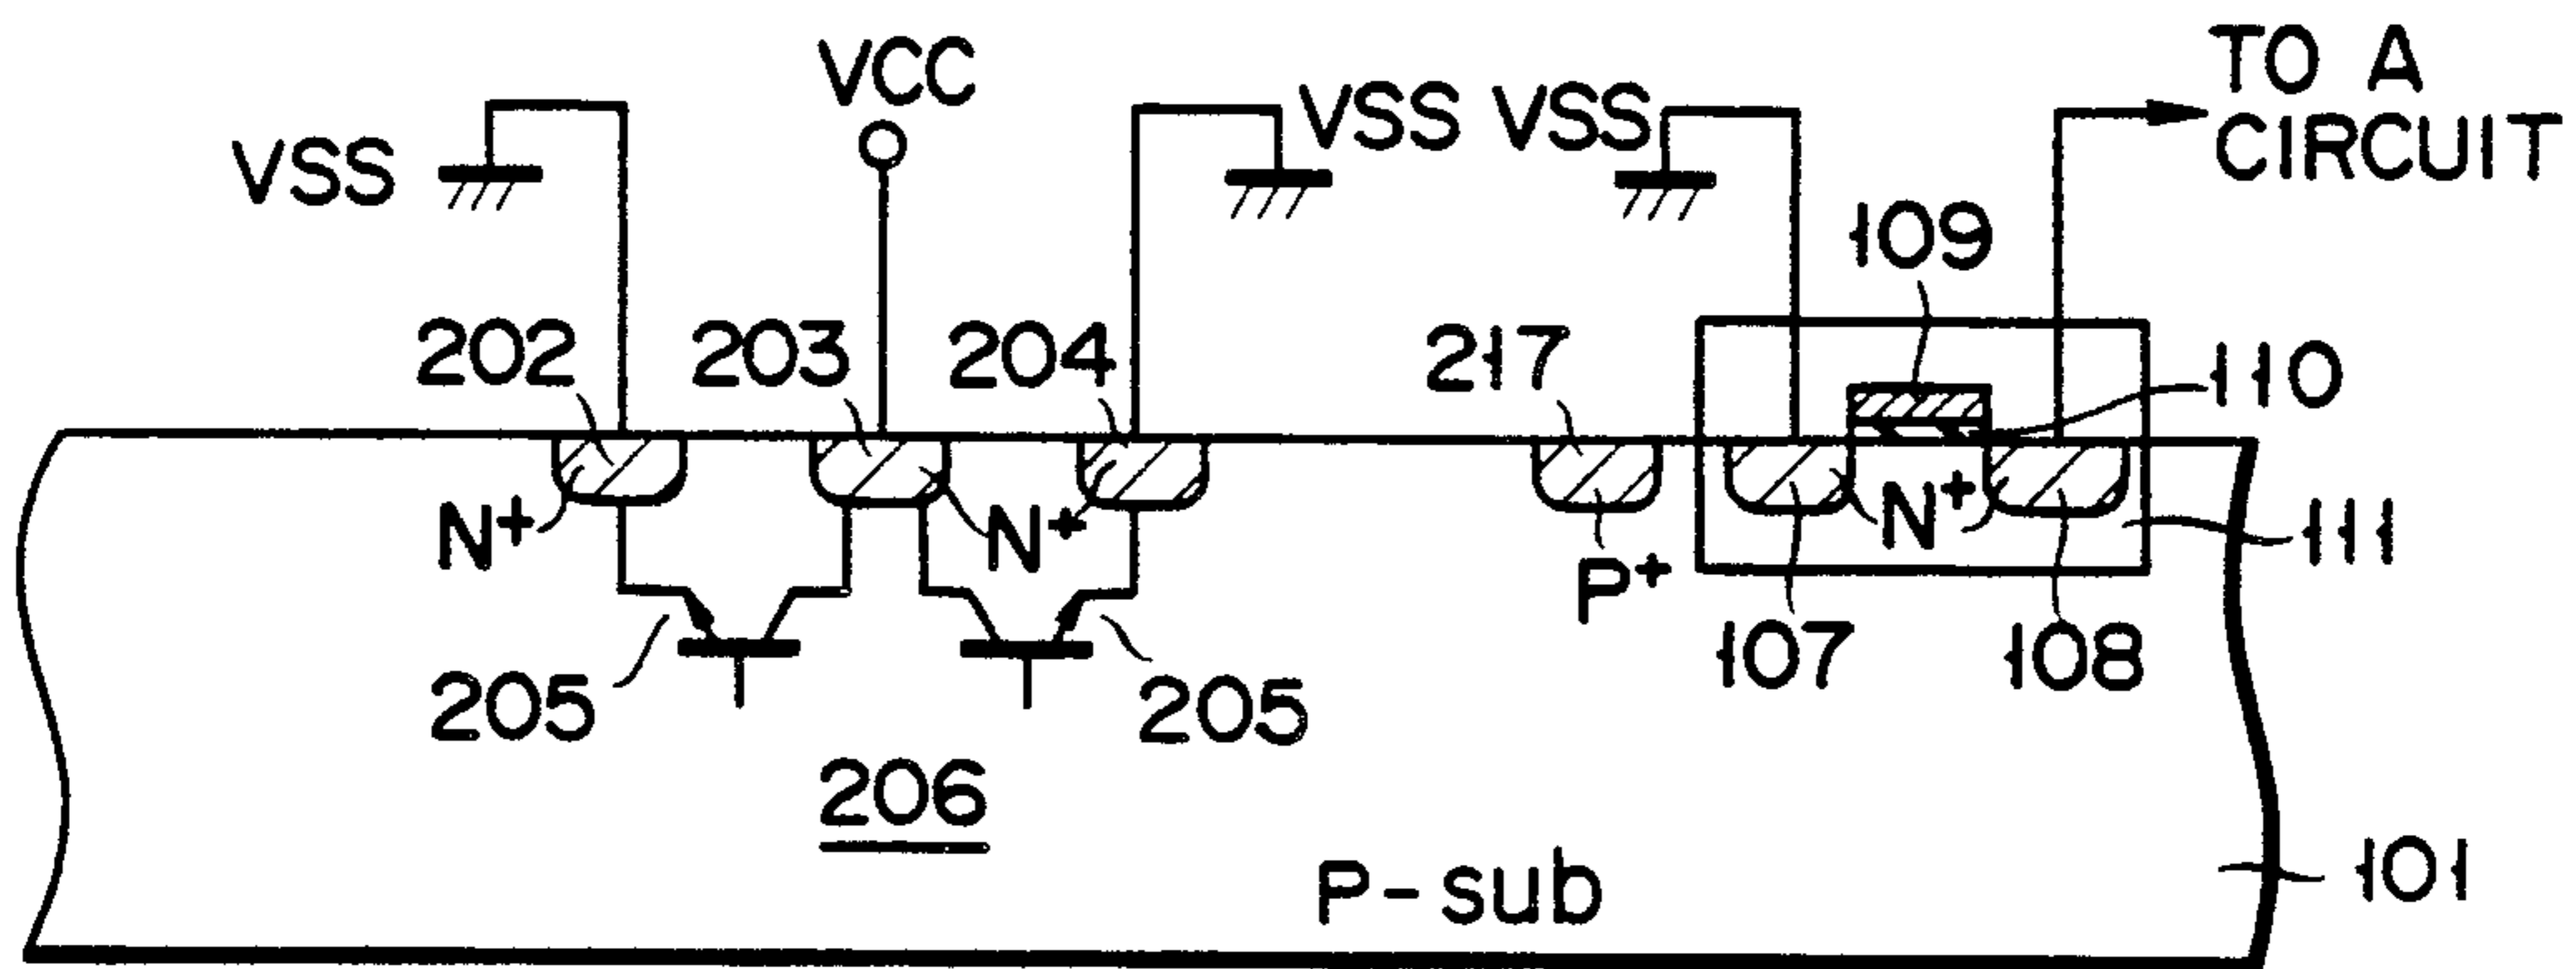 VCC
TO A
CIRCUIT
VSS
VSS
VSS
109
202
203
204
217
110
N+
N+
N+
P+
111
205
205
107
108
206
P-sub
101